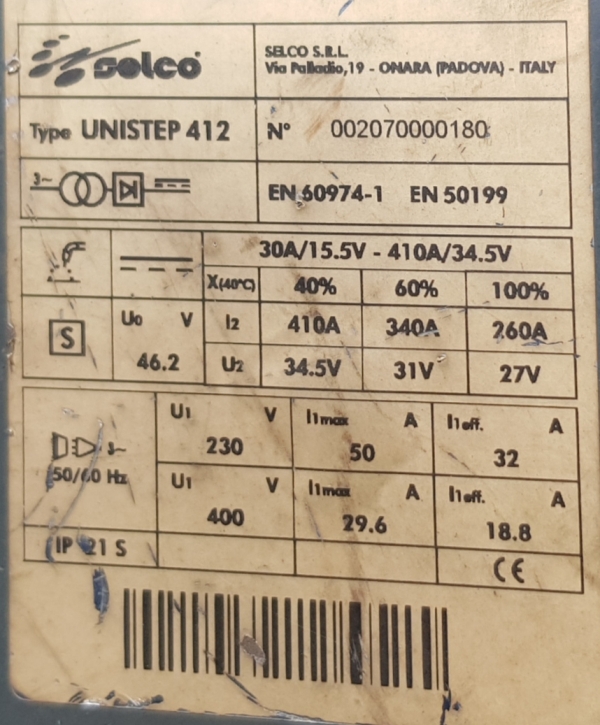 selco
SELCO S.R.L.
Via Palladio,19 - ONARA (PADOVA) - ITALY
Type UNISTEP 412 N° 002070000180
3~ EN 60974-1 EN 50199
30A/15.5V - 410A/34.5V
X(40°C) 40% 60% 100%
U0 V I2 410A 340A 260A
S 46.2 U2 34.5V 31V 27V
U1 V I1max A I1eff. A
3~ 230 50 32
50/60 Hz U1 V I1max A I1eff. A
400 29.6 18.8
IP 21 S CE